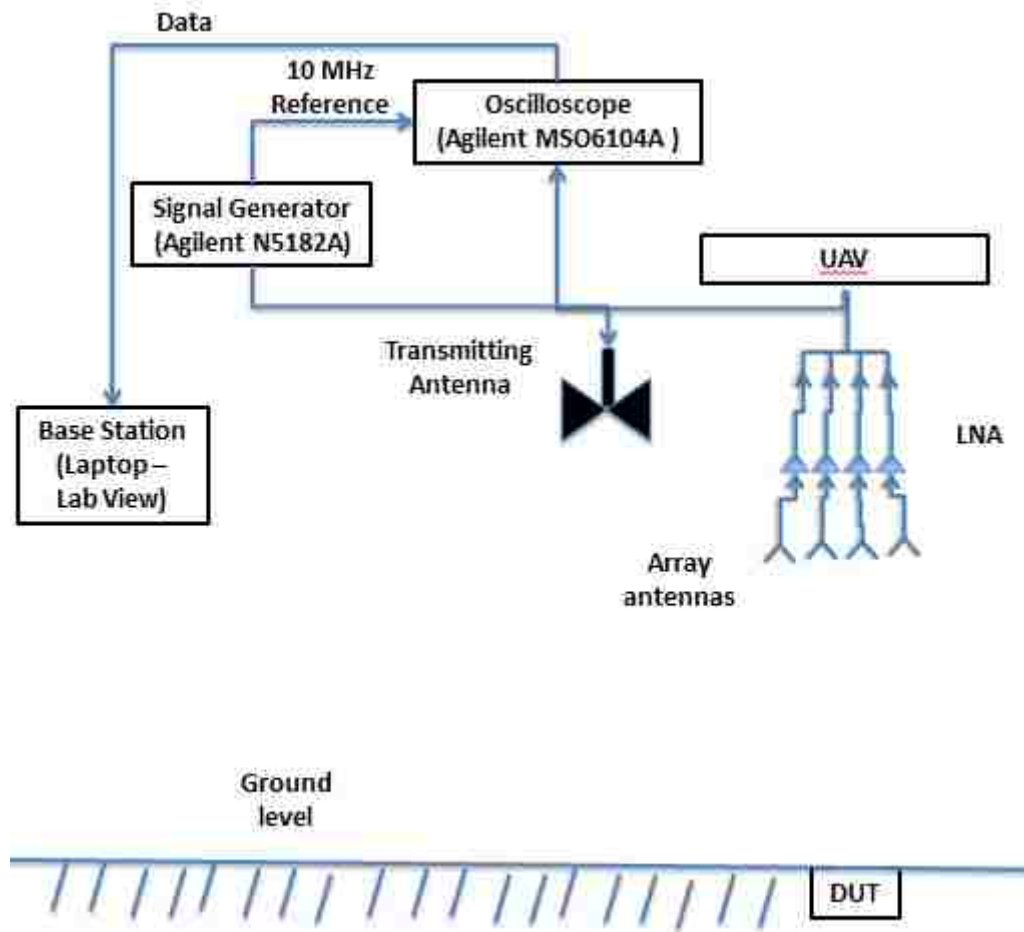 Data
10 MHz
Reference
Oscilloscope
(Agilent MSO6104A )
Signal Generator
(Agilent N5182A)
UAV
Transmitting
Antenna
Base Station
(Laptop –
Lab View)
LNA
Array
antennas
Ground
level
DUT